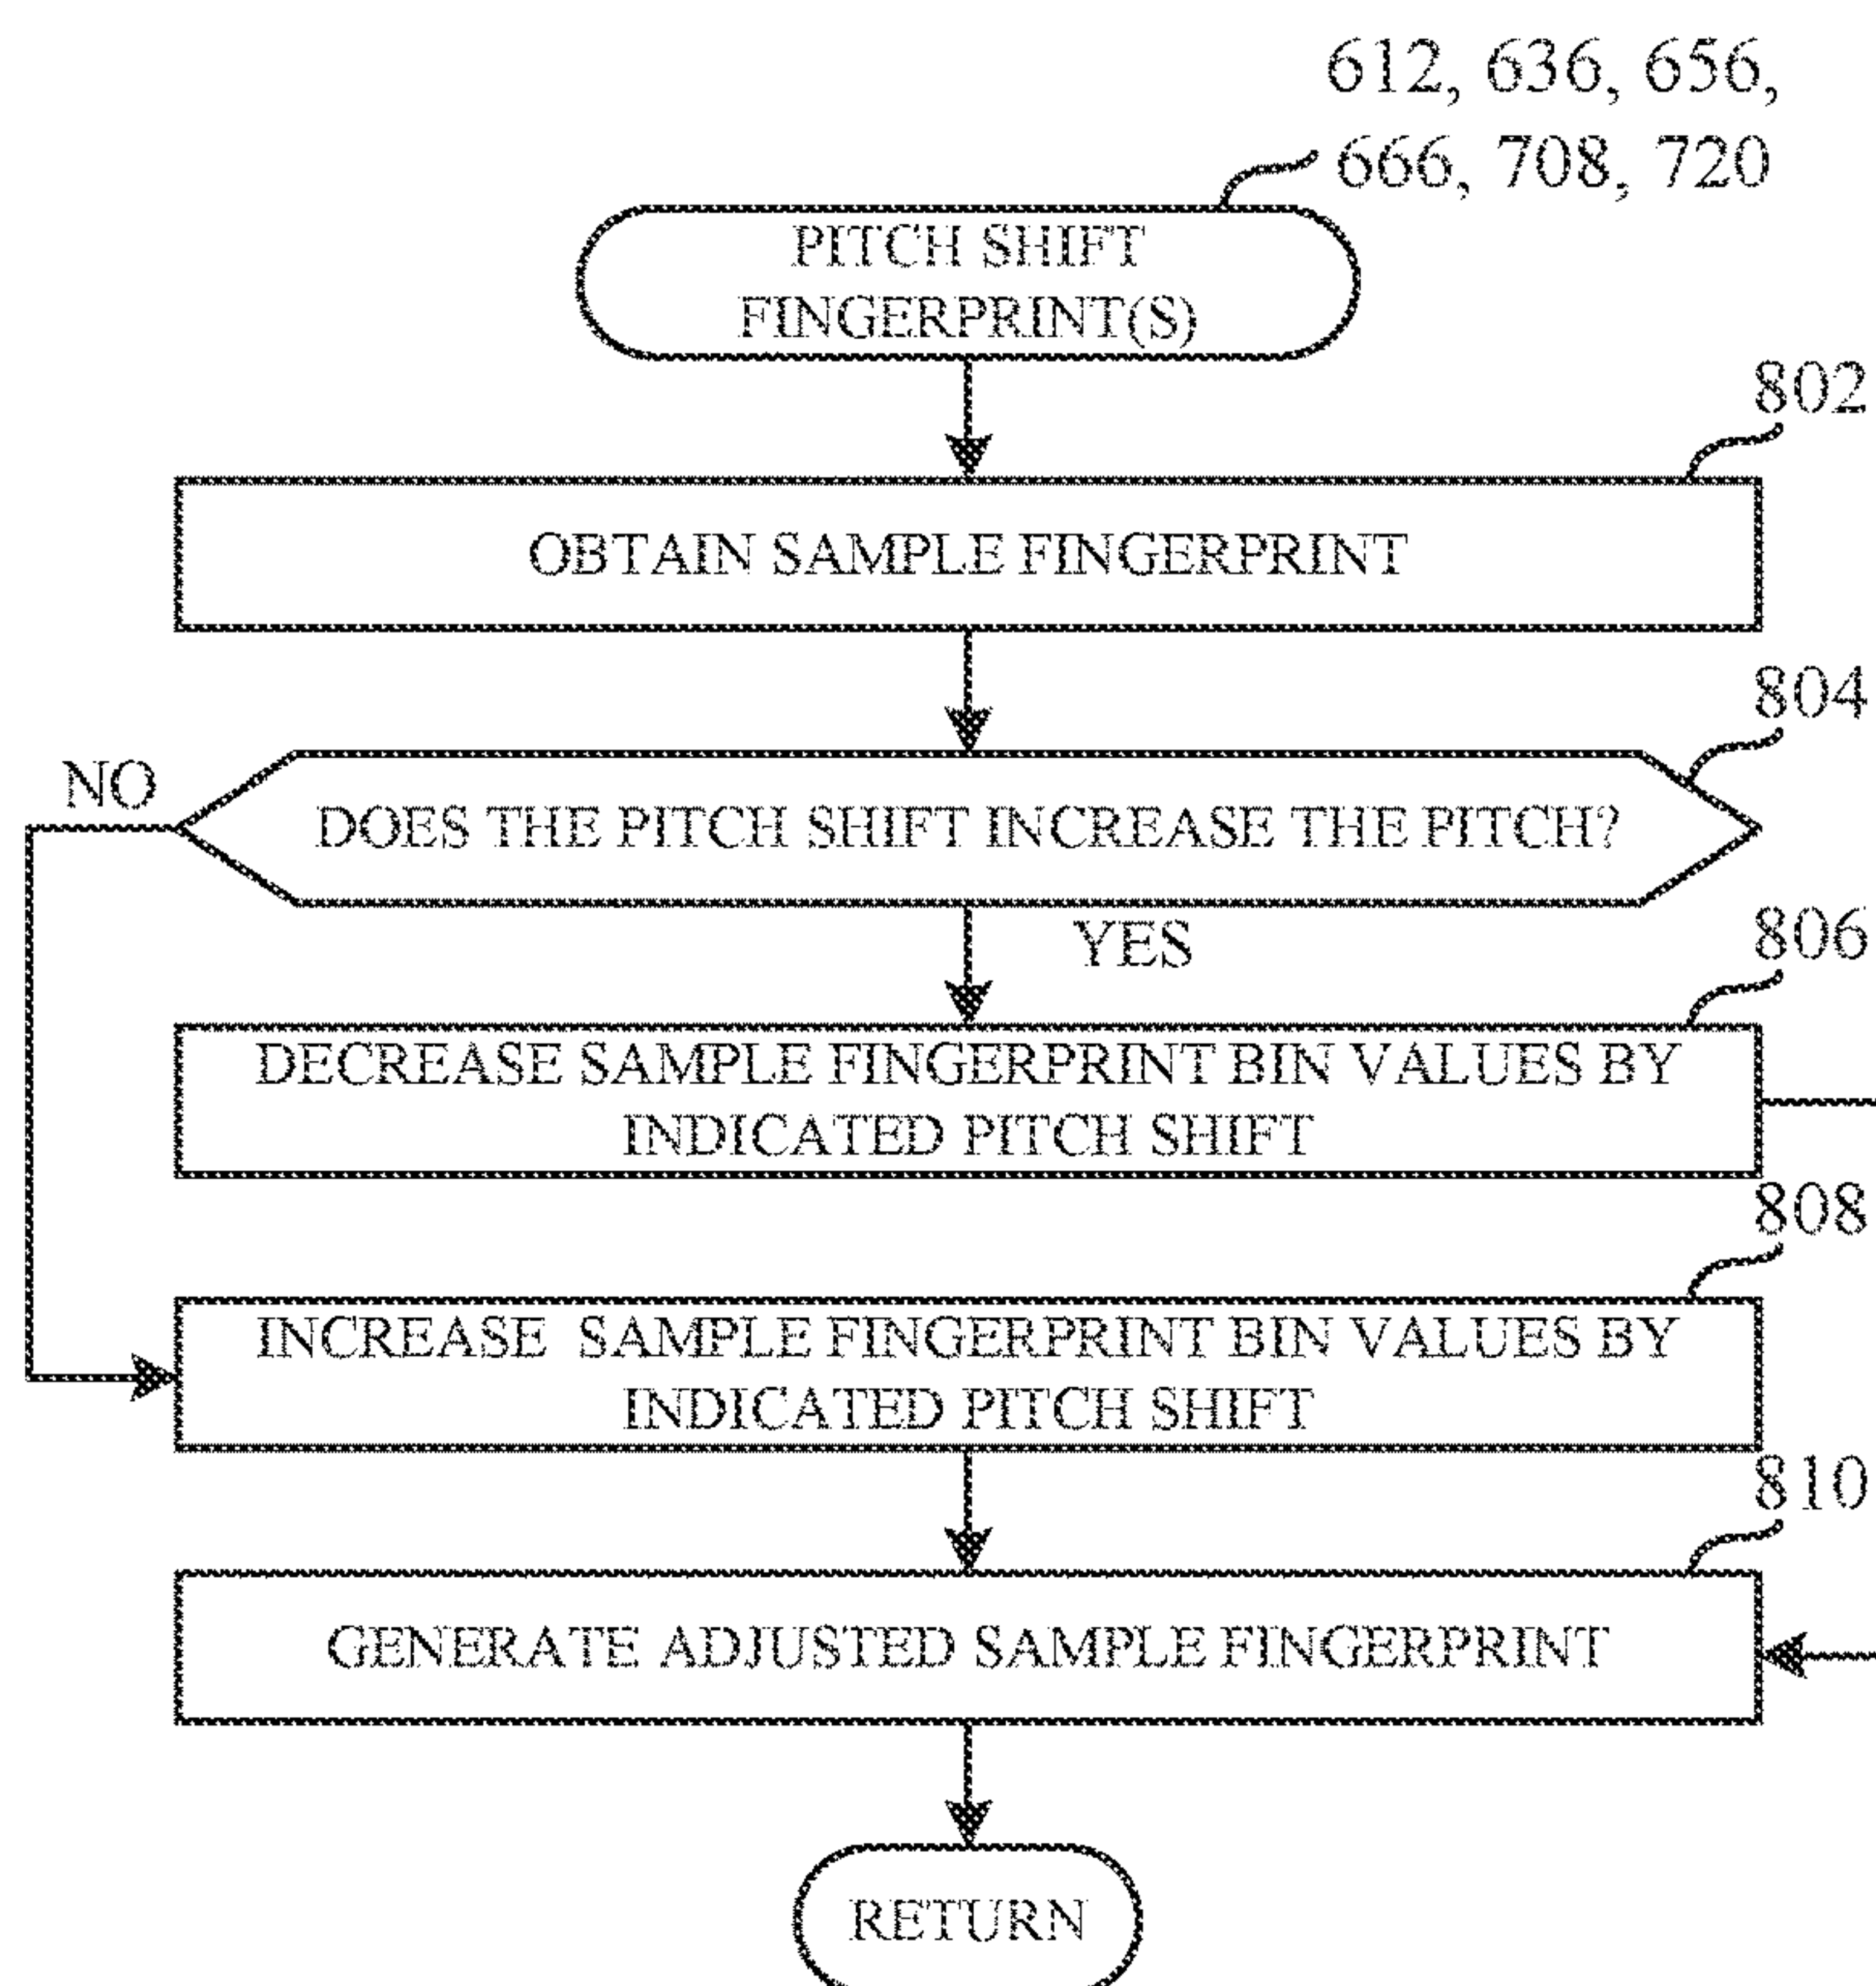 612, 636, 656,
666, 708, 720
PITCH SHIFT
FINGERPRINT(S)
802
OBTAIN SAMPLE FINGERPRINT
804
NO
DOES THE PITCH SHIFT INCREASE THE PITCH?
YES
806
DECREASE SAMPLE FINGERPRINT BIN VALUES BY
INDICATED PITCH SHIFT
808
INCREASE SAMPLE FINGERPRINT BIN VALUES BY
INDICATED PITCH SHIFT
810
GENERATE ADJUSTED SAMPLE FINGERPRINT
RETURN